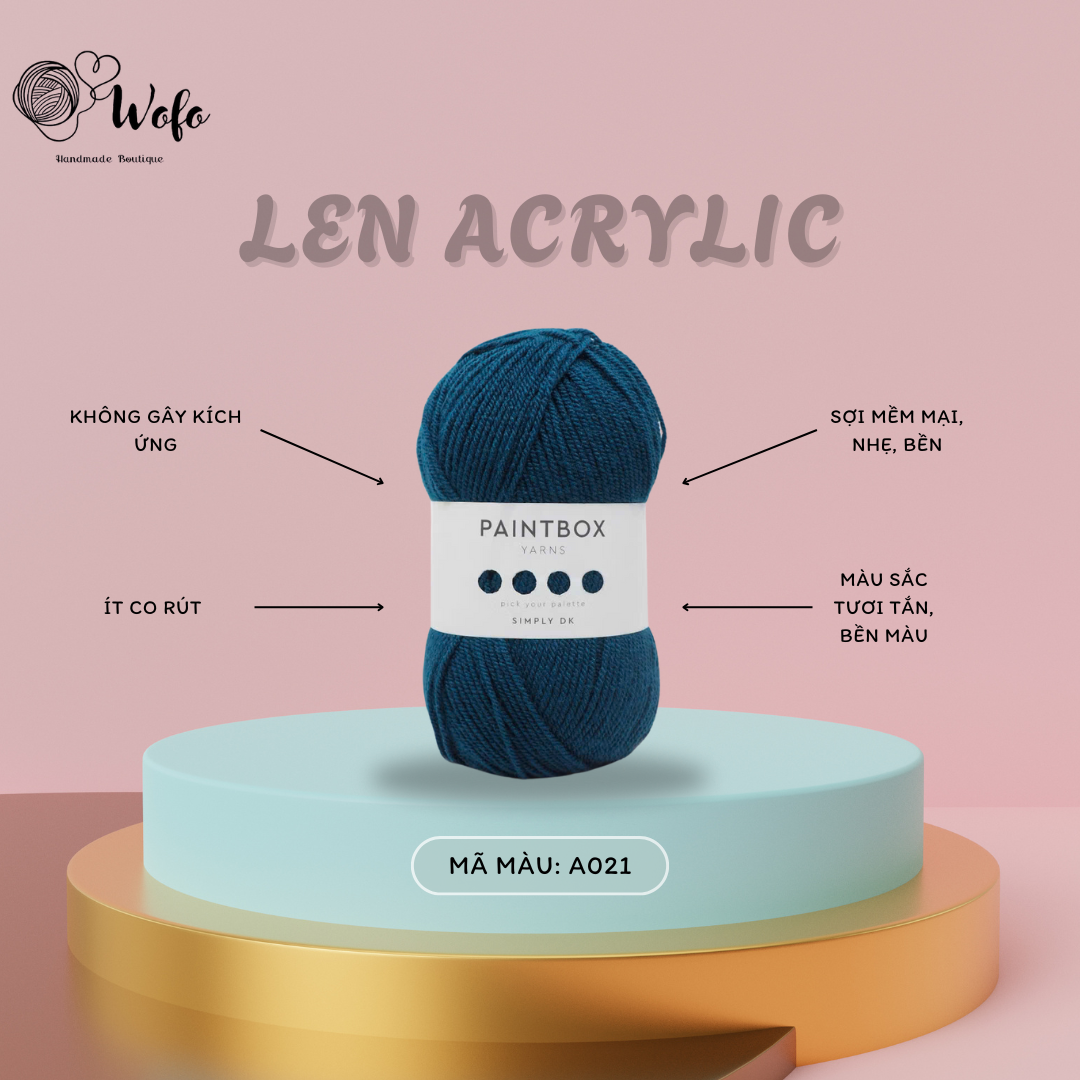 Wofo
Handmade Boutique
LEN ACRYLIC
KHÔNG GÂY KÍCH
ỨNG
SỢI MỀM MẠI,
NHẸ, BỀN
PAINTBOX
YARNS
pick your palette
SIMPLY DK
ÍT CO RÚT
MÀU SẮC
TƯƠI TẮN,
BỀN MÀU
MÃ MÀU: A021